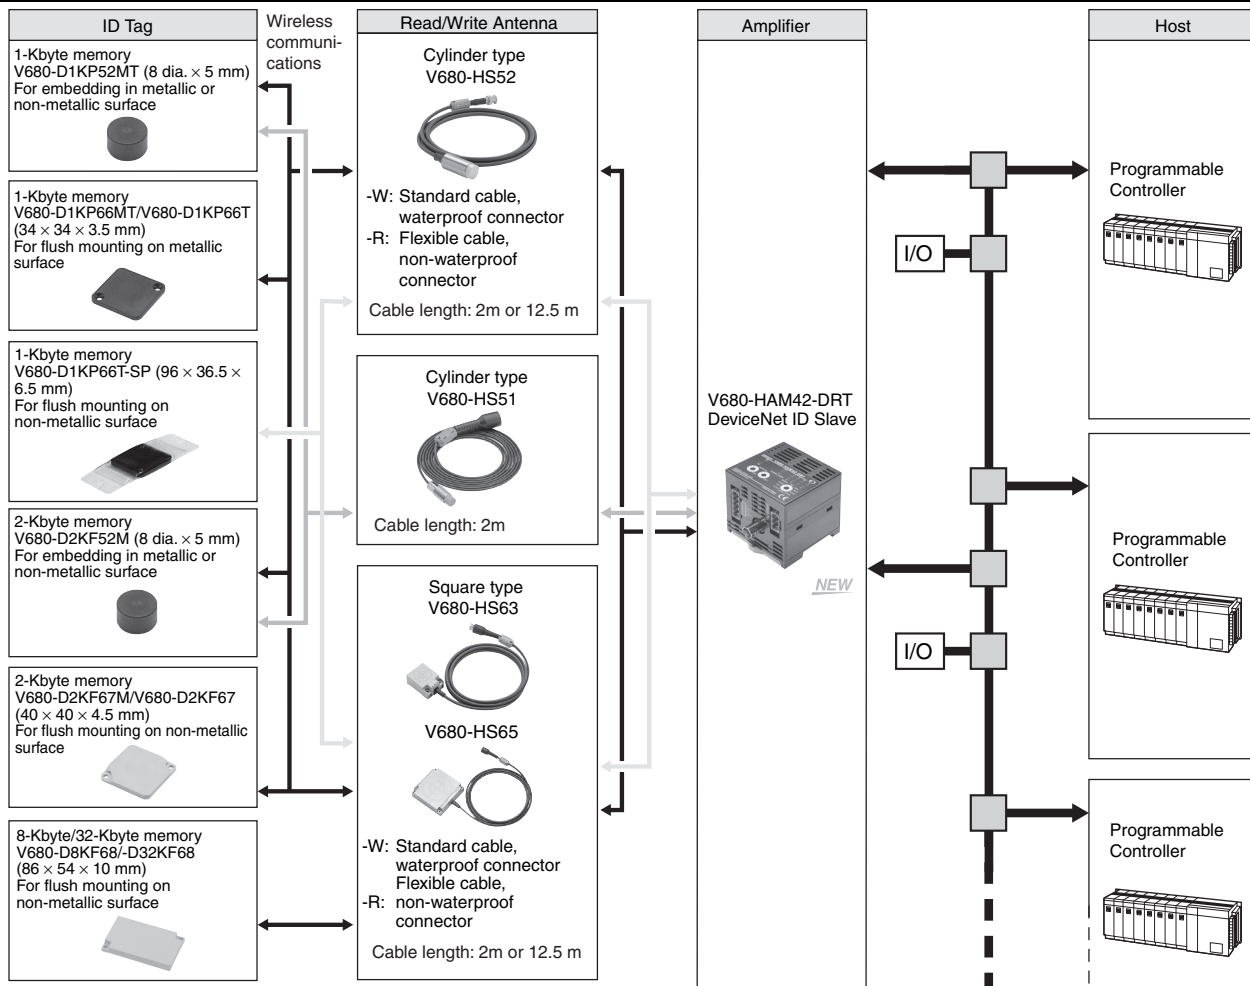 ID Tag
1-Kbyte memory
V680-D1KP52MT (8 dia. × 5 mm)
For embedding in metallic or
non-metallic surface
1-Kbyte memory
V680-D1KP66MT/V680-D1KP66T
(34 × 34 × 3.5 mm)
For flush mounting on metallic
surface
1-Kbyte memory
V680-D1KP66T-SP (96 × 36.5 ×
6.5 mm)
For flush mounting on
non-metallic surface
2-Kbyte memory
V680-D2KF52M (8 dia. × 5 mm)
For embedding in metallic or
non-metallic surface
2-Kbyte memory
V680-D2KF67M/V680-D2KF67
(40 × 40 × 4.5 mm)
For flush mounting on non-metallic
surface
8-Kbyte/32-Kbyte memory
V680-D8KF68/-D32KF68
(86 × 54 × 10 mm)
For flush mounting on
non-metallic surface
Wireless
communi-
cations
Read/Write Antenna
Cylinder type
V680-HS52
-W: Standard cable,
waterproof connector
-R: Flexible cable,
non-waterproof
connector
Cable length: 2m or 12.5 m
Cylinder type
V680-HS51
Cable length: 2m
Square type
V680-HS63
V680-HS65
-W: Standard cable,
waterproof connector
Flexible cable,
-R: non-waterproof
connector
Cable length: 2m or 12.5 m
Amplifier
V680-HAM42-DRT
DeviceNet ID Slave
NEW
I/O
I/O
Host
Programmable
Controller
Programmable
Controller
Programmable
Controller